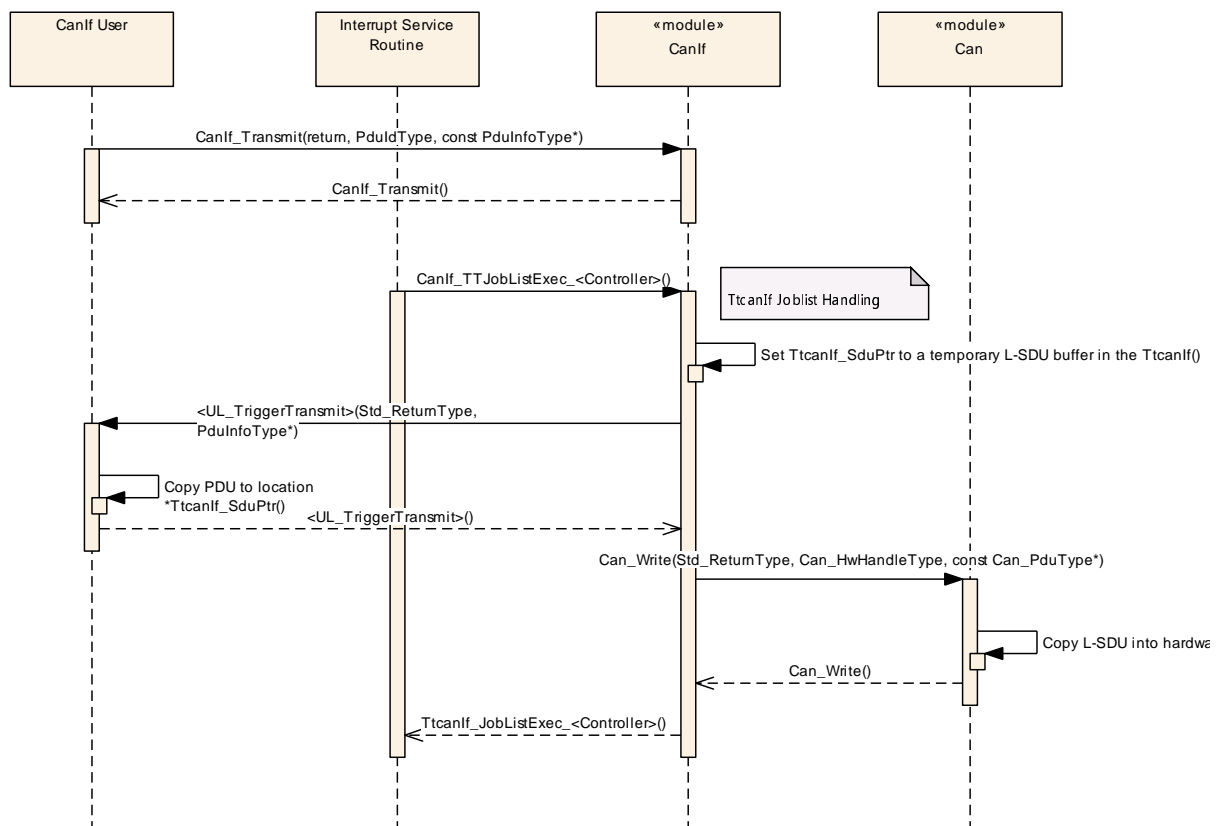 CanIf User
Interrupt Service
Routine
«module»
CanIf
«module»
Can
CanIf_Transmit(return, PduIdType, const PduInfoType*)
CanIf_Transmit()
CanIf_TTJobListExec_<Controller>()
TtcanIf Joblist Handling
Set TtcanIf_SduPtr to a temporary L-SDU buffer in the TtcanIf()
<UL_TriggerTransmit>(Std_ReturnType,
PduInfoType*)
Copy PDU to location
*TtcanIf_SduPtr()
<UL_TriggerTransmit>()
Can_Write(Std_ReturnType, Can_HwHandleType, const Can_PduType*)
Copy L-SDU into hardwa
Can_Write()
TtcanIf_JobListExec_<Controller>()